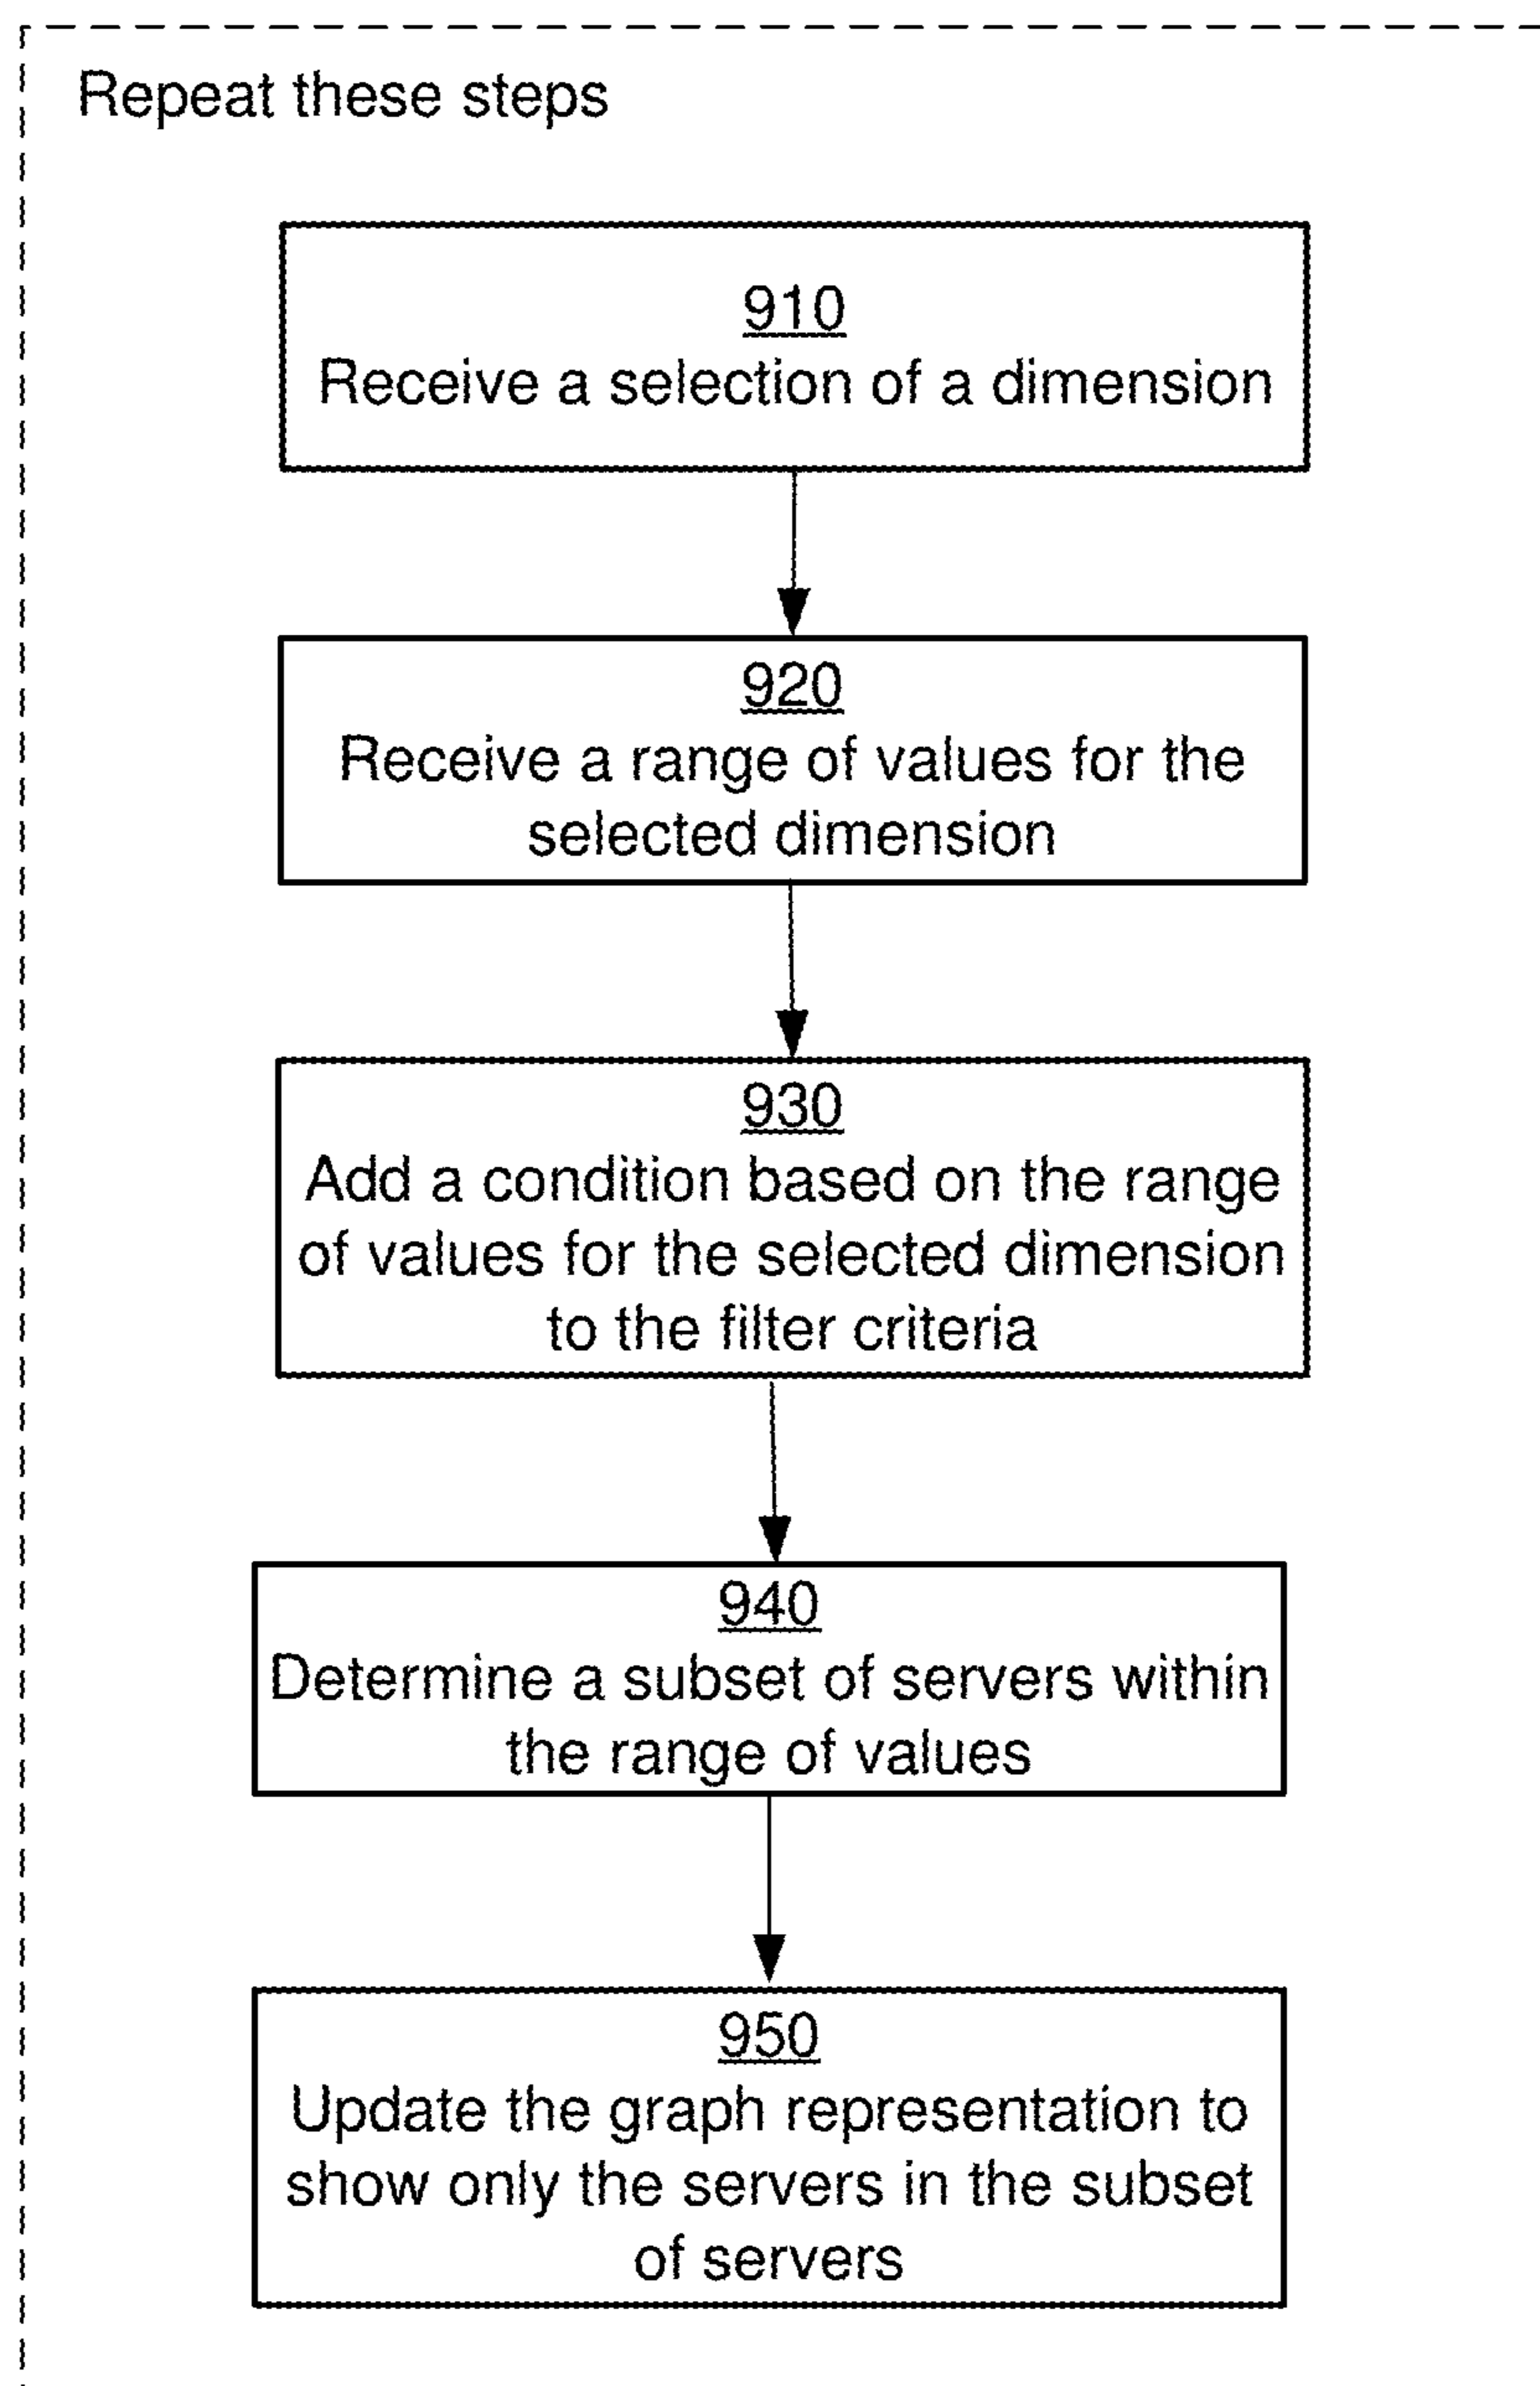 Repeat these steps
910
Receive a selection of a dimension
920
Receive a range of values for the
selected dimension
930
Add a condition based on the range
of values for the selected dimension
to the filter criteria
940
Determine a subset of servers within
the range of values
950
Update the graph representation to
show only the servers in the subset
of servers